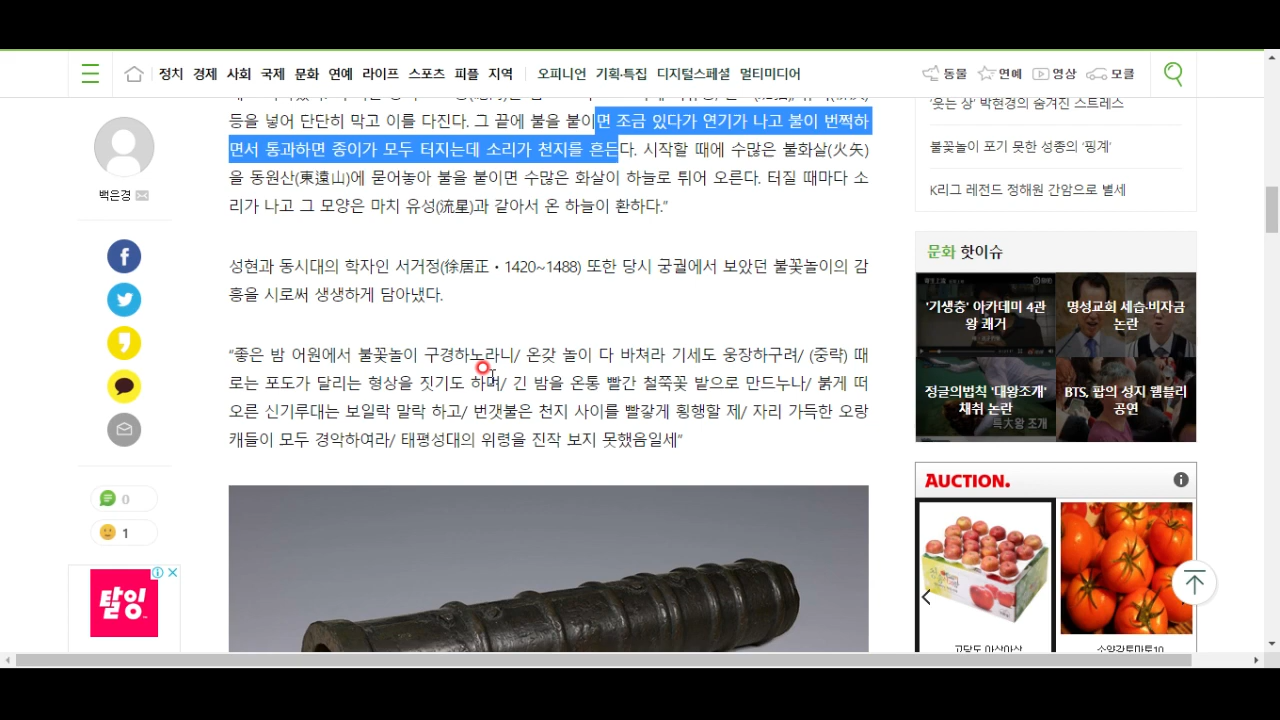 정치 경제 사회 국제 문화 연예 라이프 스포츠 피플 지역 오피니언 기획·특집 디지털스페셜 멀티미디어 동물 연예 영상 모클
등을 넣어 단단히 막고 이를 다진다. 그 끝에 불을 붙이면 조금 있다가 연기가 나고 불이 번쩍하
면서 통과하면 종이가 모두 터지는데 소리가 천지를 흔든다. 시작할 때에 수많은 불화살(火矢)
을 동원산(東遠山)에 묻어놓아 불을 붙이면 수많은 화살이 하늘로 튀어 오른다. 터질 때마다 소
리가 나고 그 모양은 마치 유성(流星)과 같아서 온 하늘이 환하다.”
성현과 동시대의 학자인 서거정(徐居正·1420~1488) 또한 당시 궁궐에서 보았던 불꽃놀이의 감
흥을 시로써 생생하게 담아냈다.
“좋은 밤 어원에서 불꽃놀이 구경하노라니/ 온갖 놀이 다 바쳐라 기세도 웅장하구려/ (중략) 때
로는 포도가 달리는 형상을 짓기도 하며/ 긴 밤을 온통 빨간 철쭉꽃 밭으로 만드누나/ 붉게 떠
오른 신기루대는 보일락 말락 하고/ 번갯불은 천지 사이를 빨갛게 횡행할 제/ 자리 가득한 오랑
캐들이 모두 경악하여라/ 태평성대의 위령을 진작 보지 못했음일세”
백은경
0
1
탈잉
'웃는 상' 박현경의 숨겨진 스트레스
불꽃놀이 포기 못한 성종의 '핑계'
K리그 레전드 정해원 간암으로 별세
문화 핫이슈
'기생충' 아카데미 4관
왕 쾌거
명성교회 세습·비자금
논란
정글의법칙 '대왕조개'
채취 논란
BTS, 팝의 성지 웸블리
공연
특大왕 조개
AUCTION.
고당도 아삭아삭
소양강토마토10